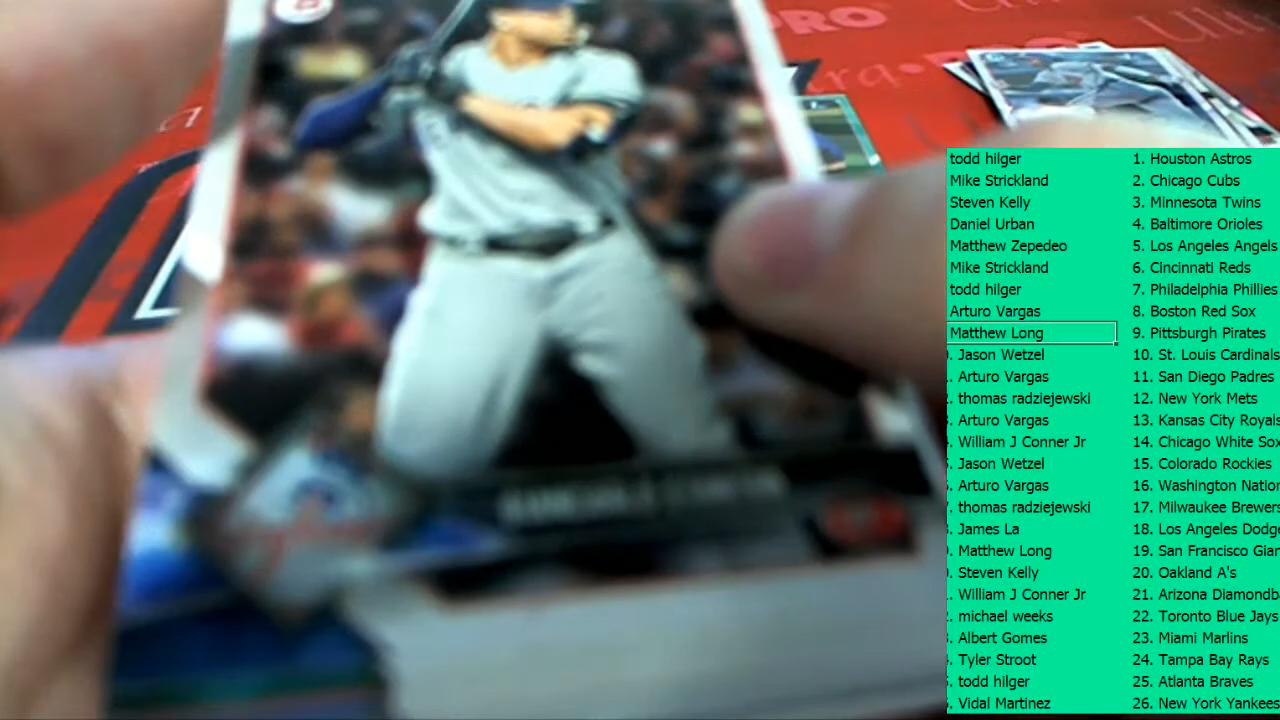 PRO
todd hilger 1. Houston Astros
Mike Strickland 2. Chicago Cubs
Steven Kelly 3. Minnesota Twins
Daniel Urban 4. Baltimore Orioles
Matthew Zepedeo 5. Los Angeles Angels
Mike Strickland 6. Cincinnati Reds
todd hilger 7. Philadelphia Phillies
Arturo Vargas 8. Boston Red Sox
Matthew Long 9. Pittsburgh Pirates
. Jason Wetzel 10. St. Louis Cardinals
. Arturo Vargas 11. San Diego Padres
. thomas radziejewski 12. New York Mets
. Arturo Vargas 13. Kansas City Royals
. William J Conner Jr 14. Chicago White Sox
. Jason Wetzel 15. Colorado Rockies
. Arturo Vargas 16. Washington Nation
. thomas radziejewski 17. Milwaukee Brewers
. James La 18. Los Angeles Dodge
. Matthew Long 19. San Francisco Gian
. Steven Kelly 20. Oakland A's
. William J Conner Jr 21. Arizona Diamondb
. michael weeks 22. Toronto Blue Jays
. Albert Gomes 23. Miami Marlins
. Tyler Stroot 24. Tampa Bay Rays
. todd hilger 25. Atlanta Braves
. Vidal Martinez 26. New York Yankees